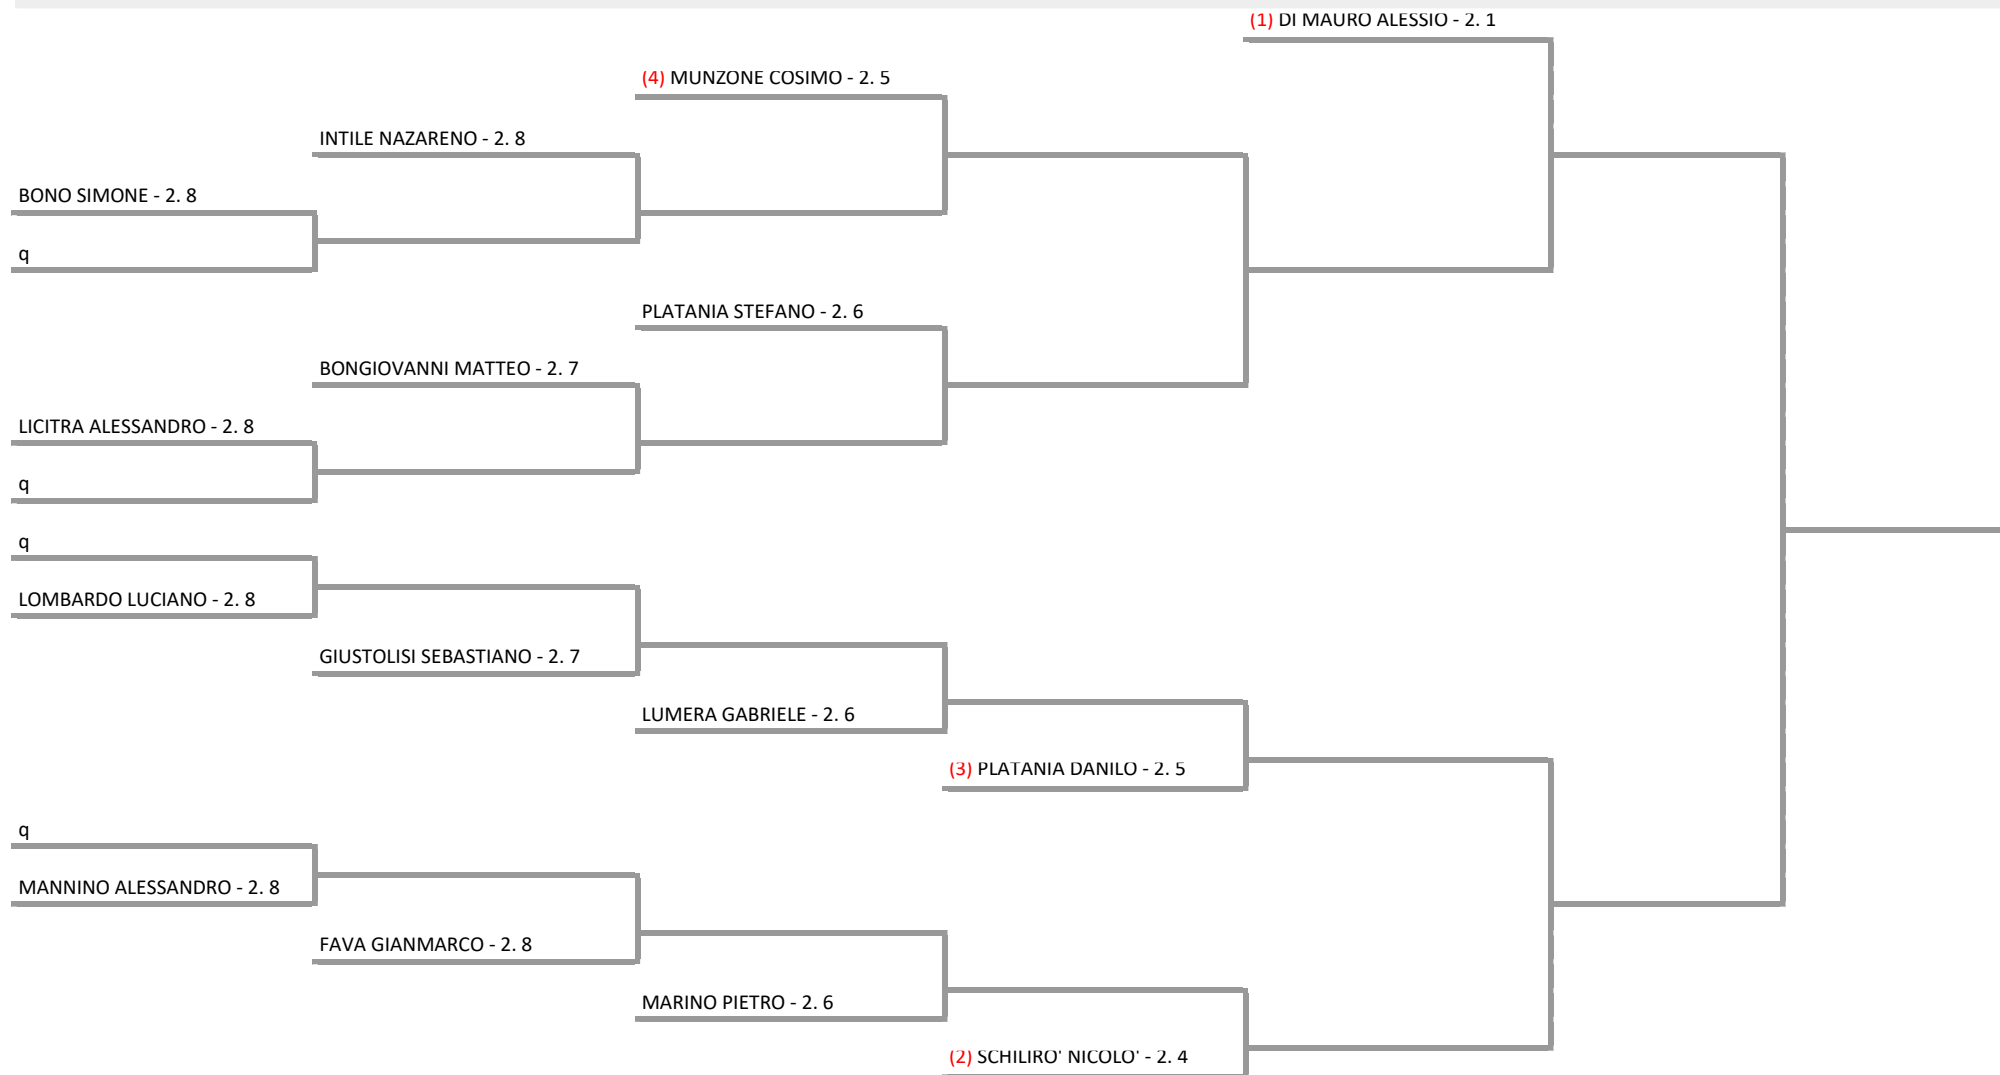 (1) DI MAURO ALESSIO - 2. 1
(4) MUNZONE COSIMO - 2. 5
INTILE NAZARENO - 2. 8
BONO SIMONE - 2. 8
q
PLATANIA STEFANO - 2. 6
BONGIOVANNI MATTEO - 2. 7
LICITRA ALESSANDRO - 2. 8
q
q
LOMBARDO LUCIANO - 2. 8
GIUSTOLISI SEBASTIANO - 2. 7
LUMERA GABRIELE - 2. 6
(3) PLATANIA DANILO - 2. 5
q
MANNINO ALESSANDRO - 2. 8
FAVA GIANMARCO - 2. 8
MARINO PIETRO - 2. 6
(2) SCHILIRO' NICOLO' - 2. 4